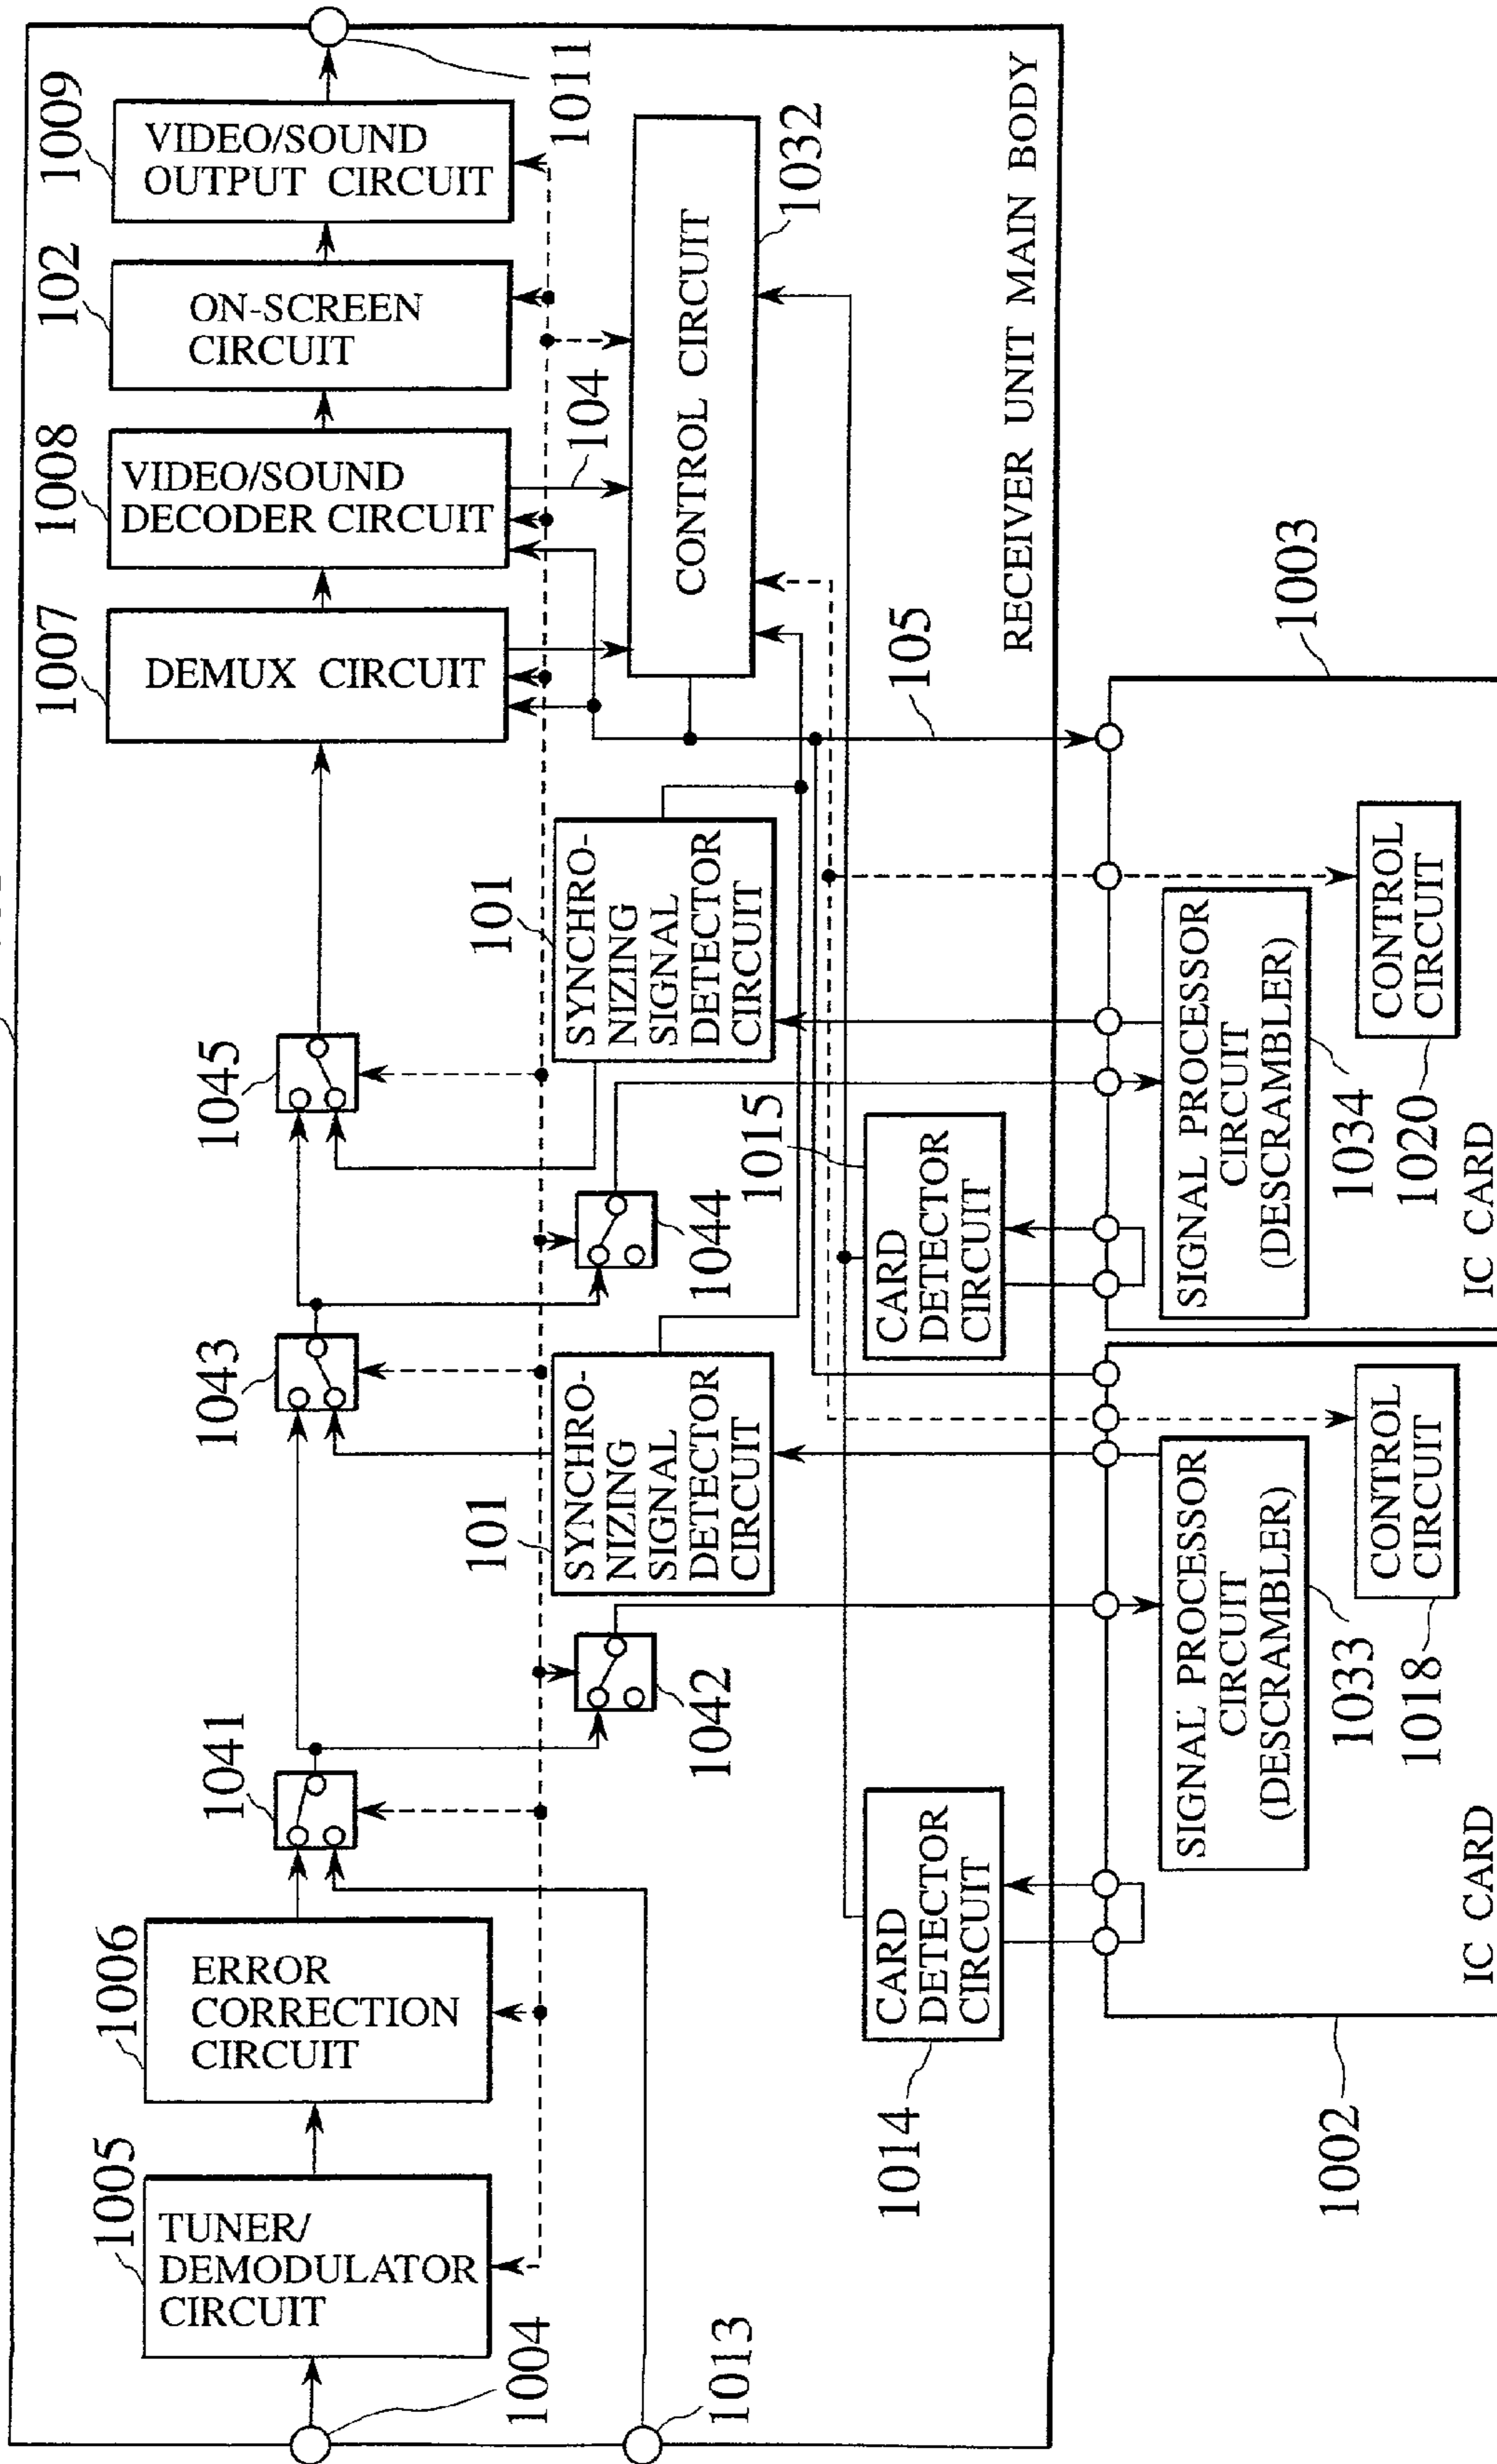 1005
TUNER/
DEMODULATOR
CIRCUIT
1006
ERROR
CORRECTION
CIRCUIT
1041
1043
1045
1007
DEMUX CIRCUIT
1008
VIDEO/SOUND
DECODER CIRCUIT
102
ON-SCREEN
CIRCUIT
1009
VIDEO/SOUND
OUTPUT CIRCUIT
1011
1004
1013
1042
101
SYNCHRO-
NIZING
SIGNAL
DETECTOR
CIRCUIT
1044
101
SYNCHRO-
NIZING
SIGNAL
DETECTOR
CIRCUIT
104
CONTROL CIRCUIT
1032
1014
CARD
DETECTOR
CIRCUIT
1015
CARD
DETECTOR
CIRCUIT
105
RECEIVER UNIT MAIN BODY
1002
SIGNAL PROCESSOR
CIRCUIT
(DESCRAMBLER)
1033
CONTROL
CIRCUIT
1018
IC CARD
SIGNAL PROCESSOR
CIRCUIT
(DESCRAMBLER)
1034
CONTROL
CIRCUIT
1020
IC CARD
1003